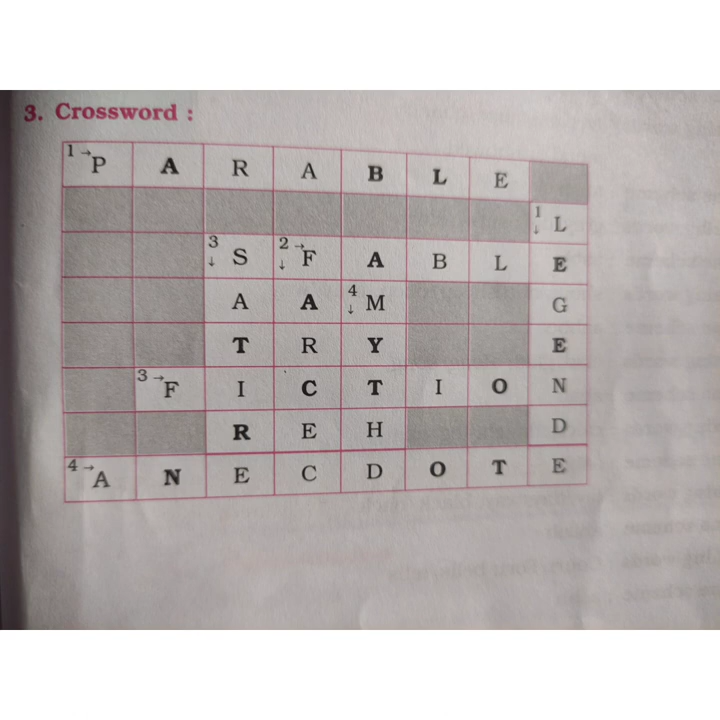 3. Crossword :
1 → P A R A B L E
1 ↓ L
3 ↓ S 2 → ↓ F A B L E
A A 4 ↓ M G
T R Y E
3 → F I C T I O N
R E H D
4 → A N E C D O T E